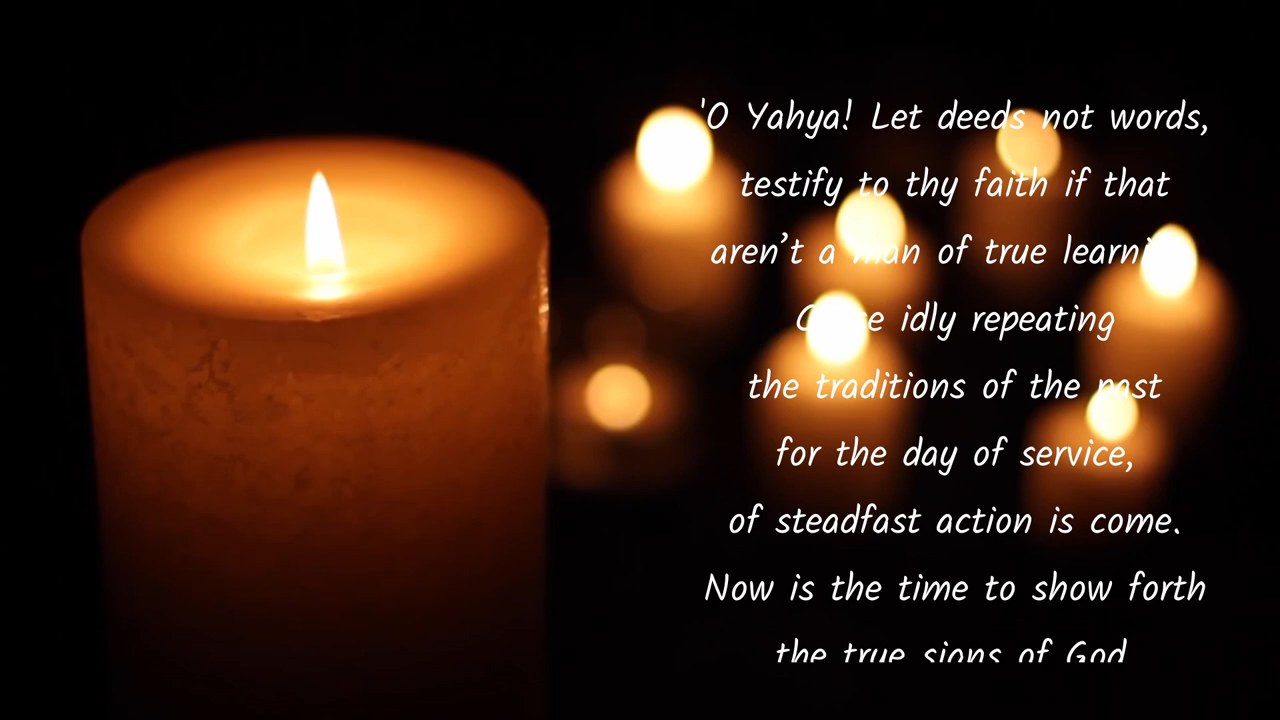 'O Yahya! Let deeds not words,
testify to thy faith if that
aren't a man of true learning
Cease idly repeating
the traditions of the past
for the day of service,
of steadfast action is come.
Now is the time to show forth
the true signs of God